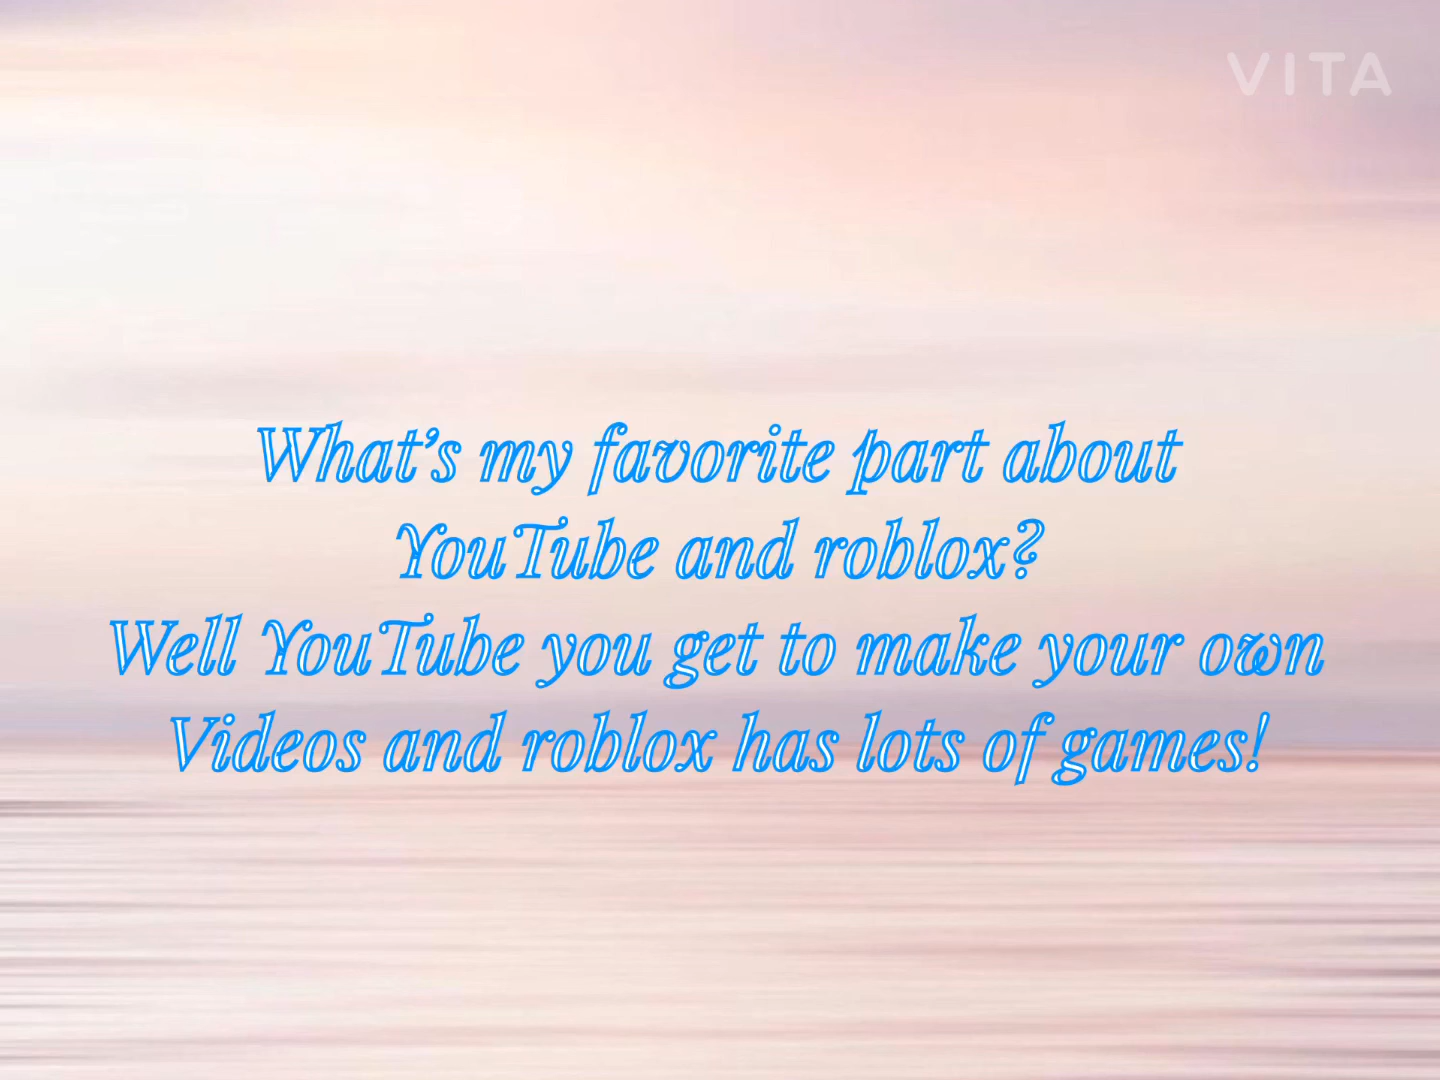 VITA
What's my favorite part about
YouTube and roblox?
Well YouTube you get to make your own
Videos and roblox has lots of games!